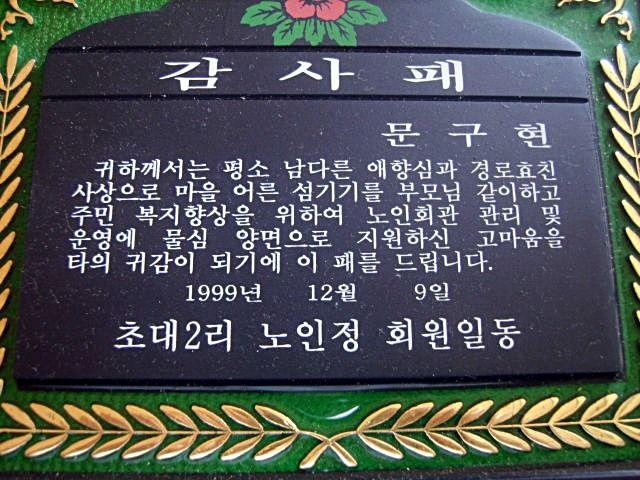 감 사 패
문 구 현
귀하께서는 평소 남다른 애향심과 경로효친
사상으로 마을 어른 섬기기를 부모님 같이하고
주민 복지향상을 위하여 노인회관 관리 및
운영에 물심 양면으로 지원하신 고마움을
타의 귀감이 되기에 이 패를 드립니다.
1999년 12월 9일
초대2리 노인정 회원일동